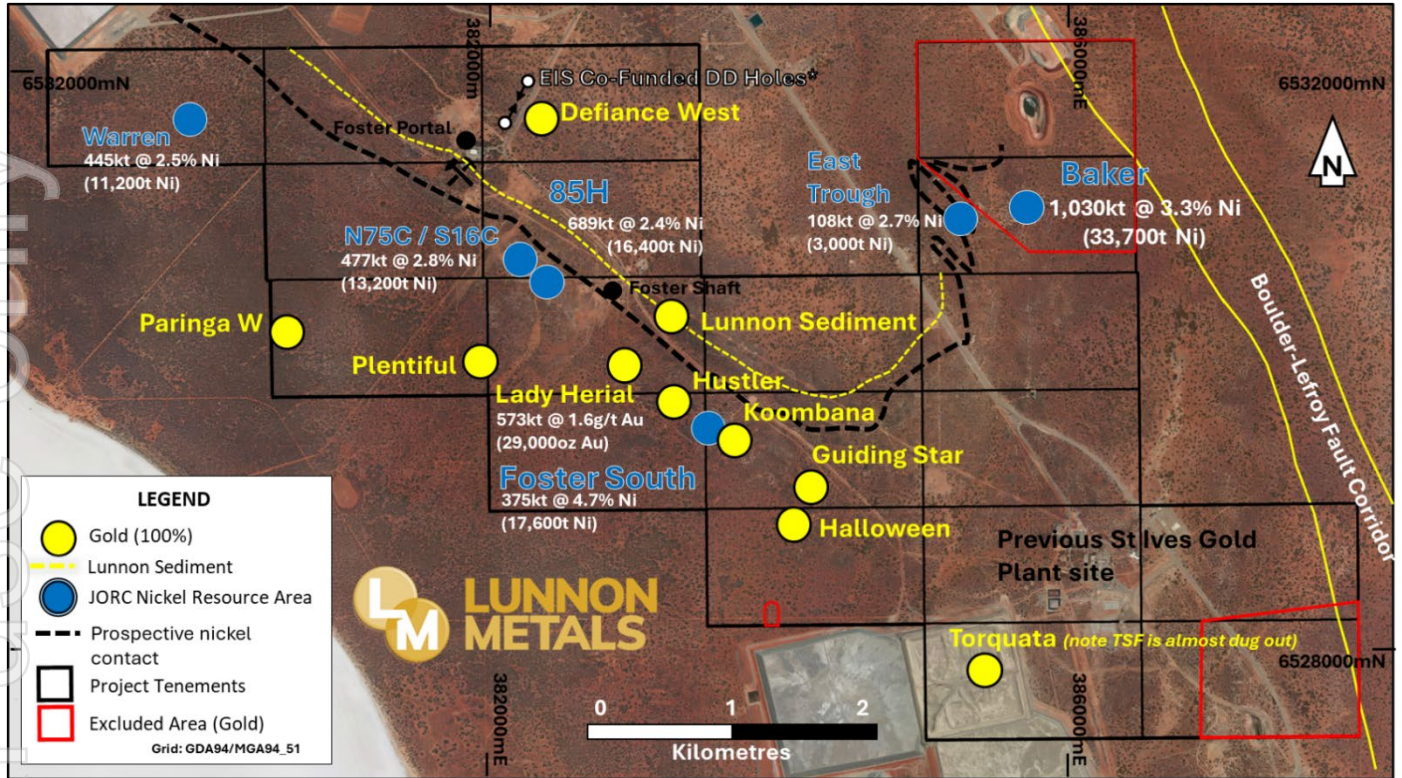 382000m
386000mE
6532000mN
6532000mN
EIS Co-Funded DD Holes*
Defiance West
Foster Portal
Warren
445kt @ 2.5% Ni
(11,200t Ni)
85H
689kt @ 2.4% Ni
(16,400t Ni)
East
Trough
108kt @ 2.7% Ni
(3,000t Ni)
Baker
1,030kt @ 3.3% Ni
(33,700t Ni)
N
N75C / S16C
477kt @ 2.8% Ni
(13,200t Ni)
Foster Shaft
Lunnon Sediment
Paringa W
Plentiful
Boulder-Lefroy Fault Corridor
Lady Herial
573kt @ 1.6g/t Au
(29,000oz Au)
Hustler
Koombana
Guiding Star
Foster South
375kt @ 4.7% Ni
(17,600t Ni)
Halloween
Previous St Ives Gold
Plant site
Torquata (note TSF is almost dug out)
6528000mN
382000mE
386000mE
LM
LUNNON
METALS
0 1 2
Kilometres
LEGEND
Gold (100%)
Lunnon Sediment
JORC Nickel Resource Area
Prospective nickel
contact
Project Tenements
Excluded Area (Gold)
Grid: GDA94/MGA94_51